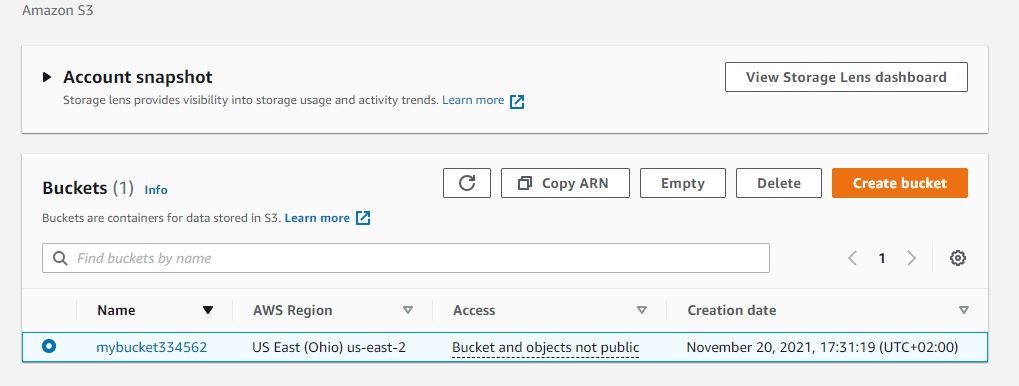 Amazon S3
Account snapshot
View Storage Lens dashboard
Storage lens provides visibility into storage usage and activity trends. Learn more
Buckets (1) Info
Copy ARN
Empty
Delete
Create bucket
Buckets are containers for data stored in S3. Learn more
Find buckets by name
1
Name AWS Region Access Creation date
mybucket334562 US East (Ohio) us-east-2 Bucket and objects not public November 20, 2021, 17:31:19 (UTC+02:00)